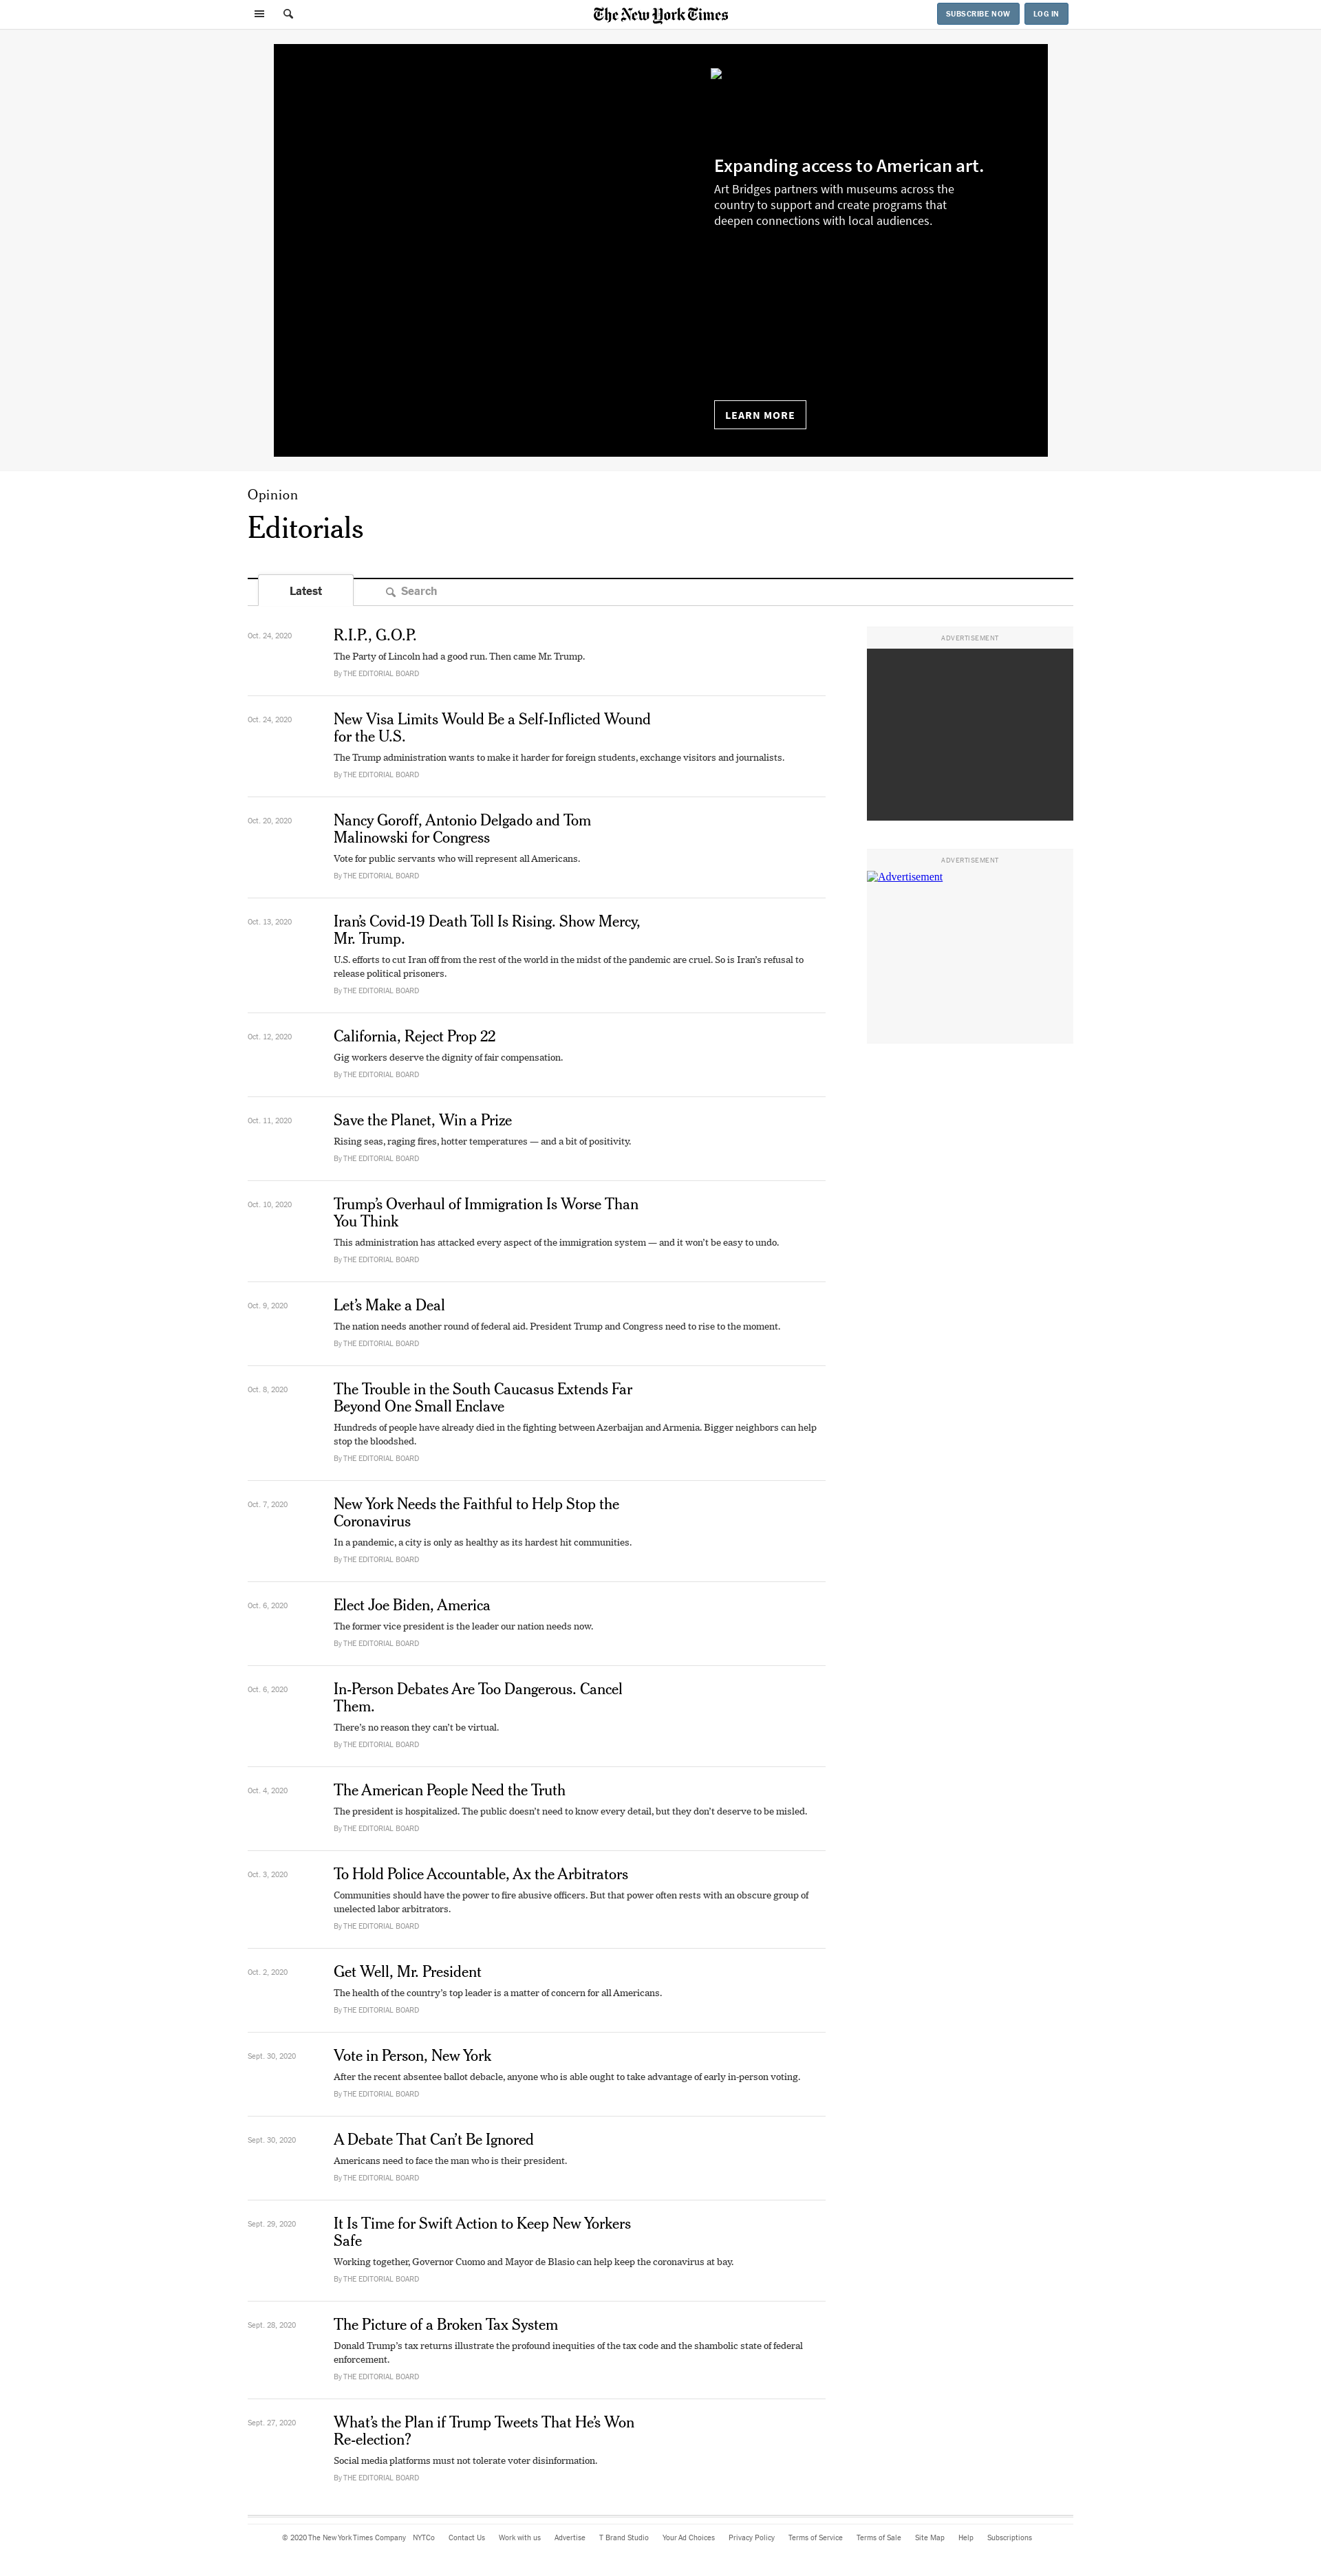 The New York Times
SUBSCRIBE NOW
LOG IN
Expanding access to American art.
Art Bridges partners with museums across the
country to support and create programs that
deepen connections with local audiences.
LEARN MORE
Opinion
Editorials
Latest
Search
Oct. 24, 2020
R.I.P., G.O.P.
The Party of Lincoln had a good run. Then came Mr. Trump.
By THE EDITORIAL BOARD
ADVERTISEMENT
Oct. 24, 2020
New Visa Limits Would Be a Self-Inflicted Wound
for the U.S.
The Trump administration wants to make it harder for foreign students, exchange visitors and journalists.
By THE EDITORIAL BOARD
Oct. 20, 2020
Nancy Goroff, Antonio Delgado and Tom
Malinowski for Congress
Vote for public servants who will represent all Americans.
By THE EDITORIAL BOARD
ADVERTISEMENT
Advertisement
Oct. 13, 2020
Iran’s Covid-19 Death Toll Is Rising. Show Mercy,
Mr. Trump.
U.S. efforts to cut Iran off from the rest of the world in the midst of the pandemic are cruel. So is Iran’s refusal to
release political prisoners.
By THE EDITORIAL BOARD
Oct. 12, 2020
California, Reject Prop 22
Gig workers deserve the dignity of fair compensation.
By THE EDITORIAL BOARD
Oct. 11, 2020
Save the Planet, Win a Prize
Rising seas, raging fires, hotter temperatures — and a bit of positivity.
By THE EDITORIAL BOARD
Oct. 10, 2020
Trump’s Overhaul of Immigration Is Worse Than
You Think
This administration has attacked every aspect of the immigration system — and it won’t be easy to undo.
By THE EDITORIAL BOARD
Oct. 9, 2020
Let’s Make a Deal
The nation needs another round of federal aid. President Trump and Congress need to rise to the moment.
By THE EDITORIAL BOARD
Oct. 8, 2020
The Trouble in the South Caucasus Extends Far
Beyond One Small Enclave
Hundreds of people have already died in the fighting between Azerbaijan and Armenia. Bigger neighbors can help
stop the bloodshed.
By THE EDITORIAL BOARD
Oct. 7, 2020
New York Needs the Faithful to Help Stop the
Coronavirus
In a pandemic, a city is only as healthy as its hardest hit communities.
By THE EDITORIAL BOARD
Oct. 6, 2020
Elect Joe Biden, America
The former vice president is the leader our nation needs now.
By THE EDITORIAL BOARD
Oct. 6, 2020
In-Person Debates Are Too Dangerous. Cancel
Them.
There’s no reason they can’t be virtual.
By THE EDITORIAL BOARD
Oct. 4, 2020
The American People Need the Truth
The president is hospitalized. The public doesn’t need to know every detail, but they don’t deserve to be misled.
By THE EDITORIAL BOARD
Oct. 3, 2020
To Hold Police Accountable, Ax the Arbitrators
Communities should have the power to fire abusive officers. But that power often rests with an obscure group of
unelected labor arbitrators.
By THE EDITORIAL BOARD
Oct. 2, 2020
Get Well, Mr. President
The health of the country’s top leader is a matter of concern for all Americans.
By THE EDITORIAL BOARD
Sept. 30, 2020
Vote in Person, New York
After the recent absentee ballot debacle, anyone who is able ought to take advantage of early in-person voting.
By THE EDITORIAL BOARD
Sept. 30, 2020
A Debate That Can’t Be Ignored
Americans need to face the man who is their president.
By THE EDITORIAL BOARD
Sept. 29, 2020
It Is Time for Swift Action to Keep New Yorkers
Safe
Working together, Governor Cuomo and Mayor de Blasio can help keep the coronavirus at bay.
By THE EDITORIAL BOARD
Sept. 28, 2020
The Picture of a Broken Tax System
Donald Trump’s tax returns illustrate the profound inequities of the tax code and the shambolic state of federal
enforcement.
By THE EDITORIAL BOARD
Sept. 27, 2020
What’s the Plan if Trump Tweets That He’s Won
Re-election?
Social media platforms must not tolerate voter disinformation.
By THE EDITORIAL BOARD
© 2020 The New York Times Company NYTCo Contact Us Work with us Advertise T Brand Studio Your Ad Choices Privacy Policy Terms of Service Terms of Sale Site Map Help Subscriptions